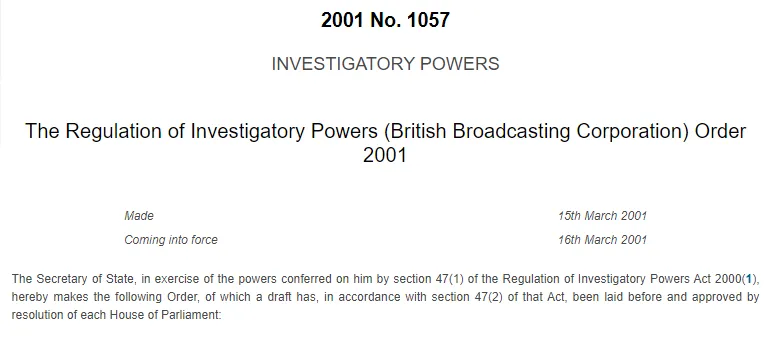 2001 No. 1057
INVESTIGATORY POWERS
The Regulation of Investigatory Powers (British Broadcasting Corporation) Order
2001
Made 15th March 2001
Coming into force 16th March 2001
The Secretary of State, in exercise of the powers conferred on him by section 47(1) of the Regulation of Investigatory Powers Act 2000(1),
hereby makes the following Order, of which a draft has, in accordance with section 47(2) of that Act, been laid before and approved by
resolution of each House of Parliament: